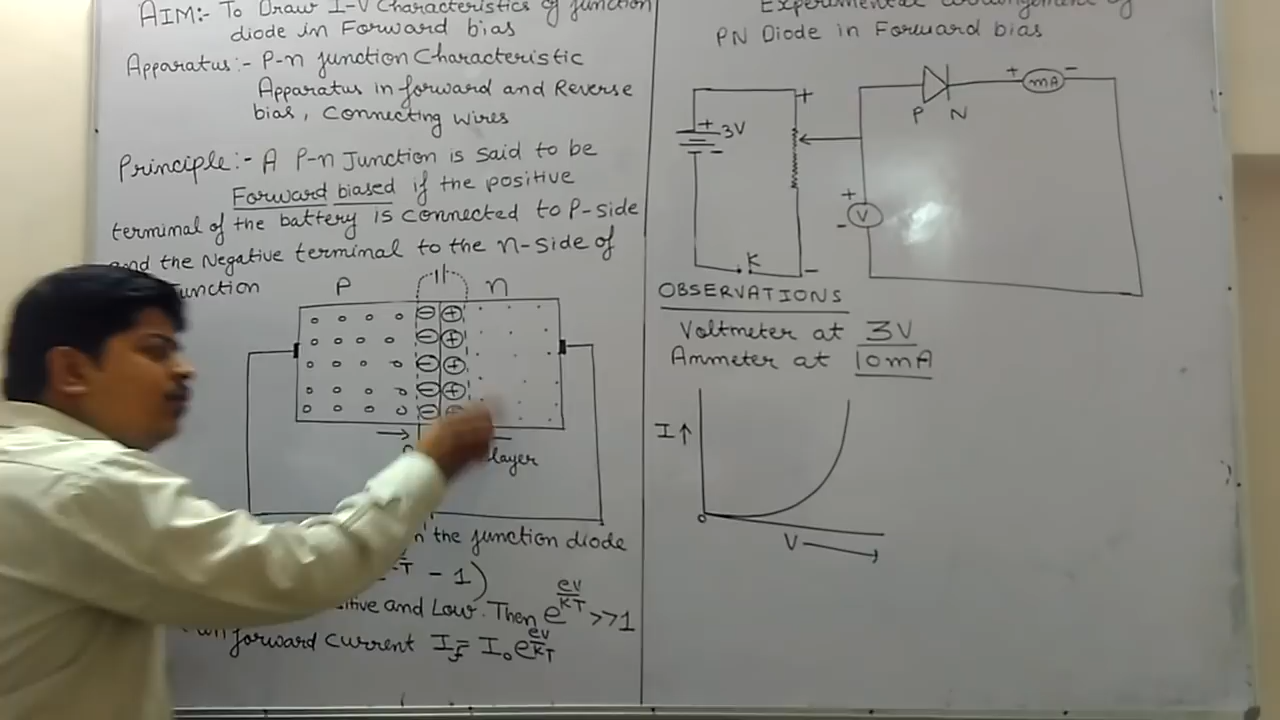 AIM:- To Draw I-V Characteristics of junction
diode in Forward bias
Apparatus:- P-n junction Characteristic
Apparatus in forward and Reverse
bias, Connecting wires
Principle:- A P-n Junction is said to be
Forward biased if the positive
terminal of the battery is connected to P-side
and the Negative terminal to the n-side of
Junction
P n
layer
the junction diode
- 1)
and Low. Then e^{eV/KT} >>1
forward current I_f = I_0 e^{eV/KT}
Experimental arrangement of
PN Diode in Forward bias
+ 3V -
+ -
K
P N
+ mA -
+ V -
OBSERVATIONS
Voltmeter at 3V
Ammeter at 10mA
I↑
O
V →